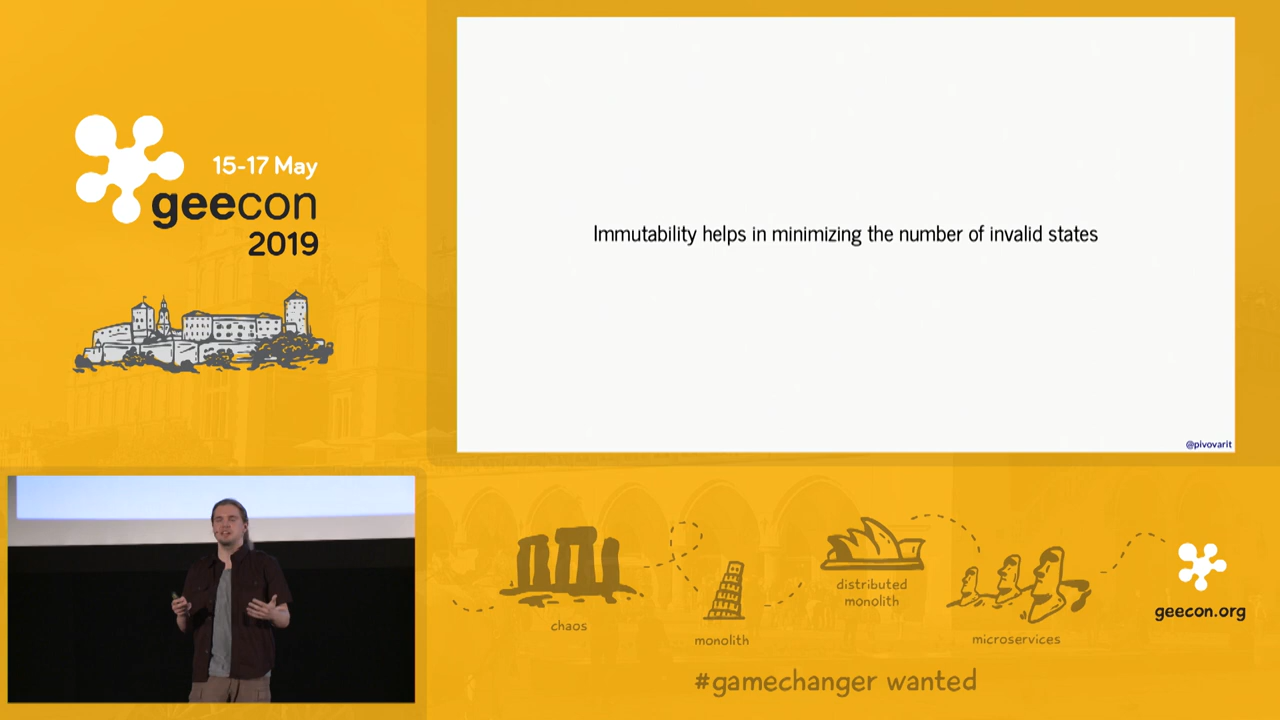 15-17 May
geecon
2019
Immutability helps in minimizing the number of invalid states
@pivovarit
chaos
monolith
distributed
monolith
microservices
geecon.org
#gamechanger wanted